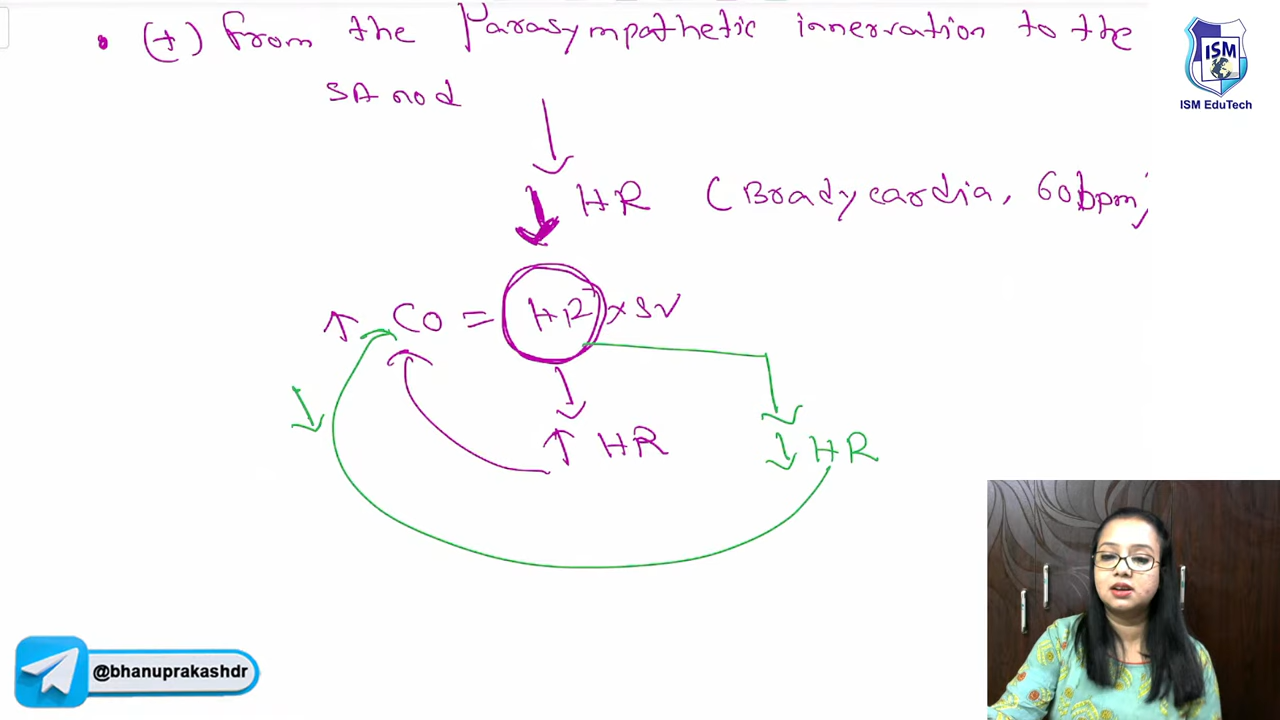 • (+) From the Parasympathetic innervation to the
SA nod
↓
↓ HR (Bradycardia, 60bpm)
↑ CO = HR × SV
↓
↑ HR
↓ HR
ISM
ISM EduTech
@bhanuprakashdr